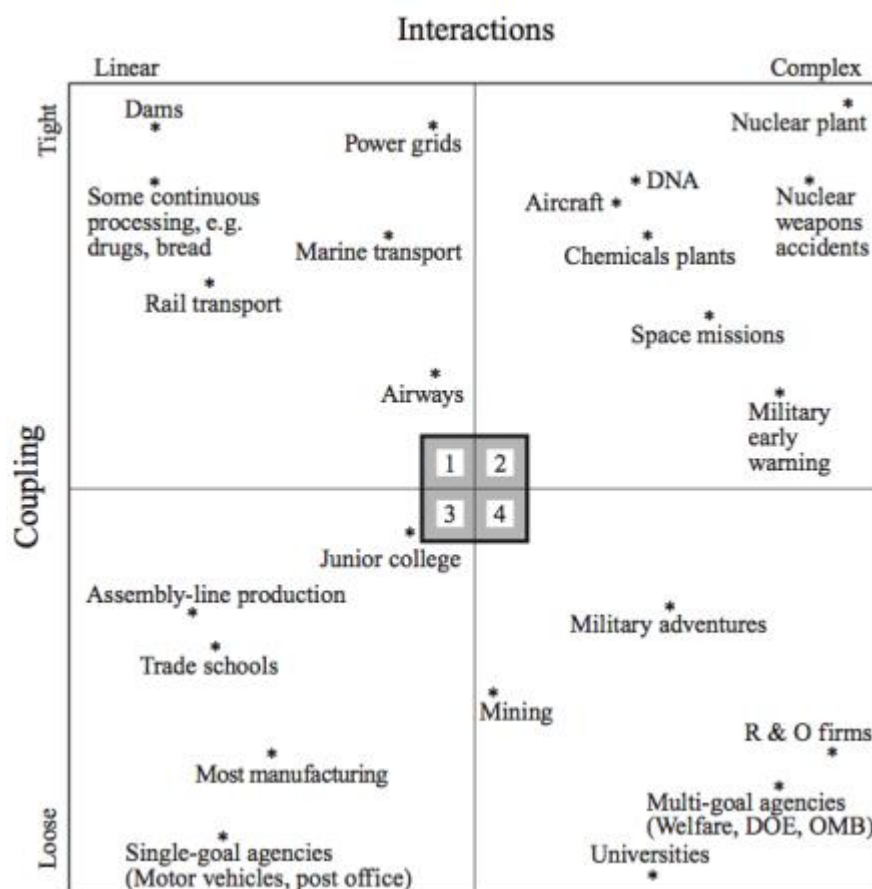 Interactions
Linear
Complex
Tight
Coupling
Loose
Dams
Power grids
Some continuous
processing, e.g.
drugs, bread
Marine transport
Rail transport
Airways
Nuclear plant
DNA
Aircraft
Nuclear
weapons
accidents
Chemicals plants
Space missions
Military
early
warning
1
2
3
4
Junior college
Assembly-line production
Trade schools
Most manufacturing
Single-goal agencies
(Motor vehicles, post office)
Military adventures
Mining
R & O firms
Multi-goal agencies
(Welfare, DOE, OMB)
Universities